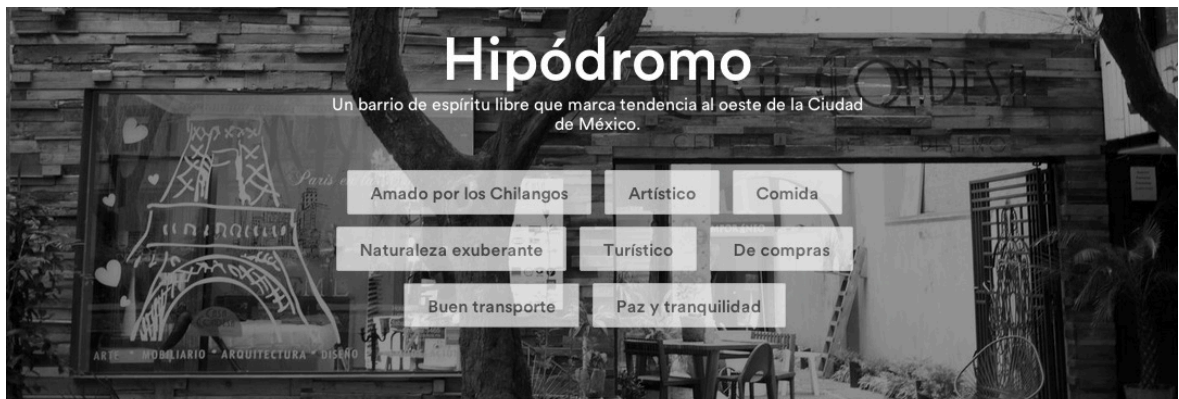 Hipódromo
Un barrio de espíritu libre que marca tendencia al oeste de la Ciudad
de México.
CONDESA
Amado por los Chilangos
Artístico
Comida
Naturaleza exuberante
Turístico
De compras
Buen transporte
Paz y tranquilidad
ARTE * MOBILIARIO * ARQUITECTURA * DISEÑO